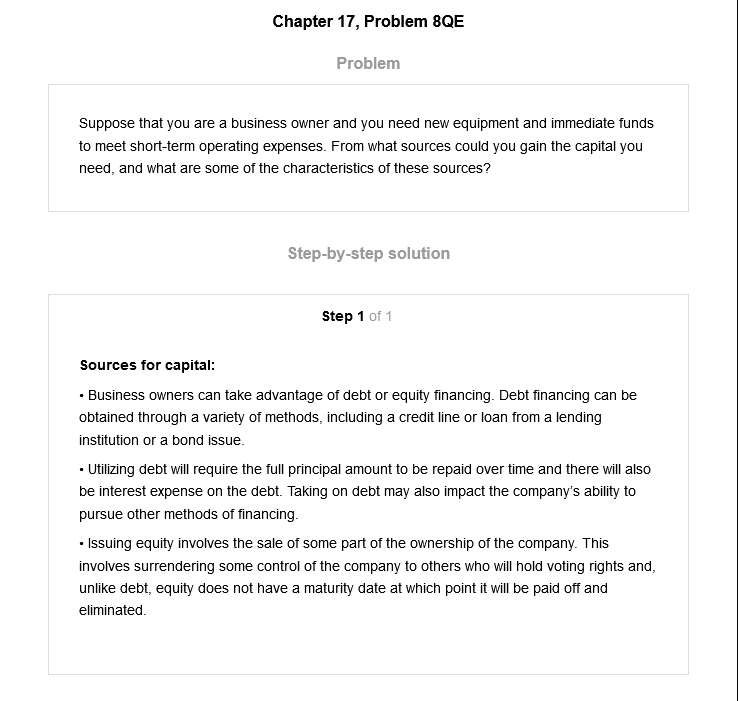 Chapter 17, Problem 8QE
Problem
Suppose that you are a business owner and you need new equipment and immediate funds
to meet short-term operating expenses. From what sources could you gain the capital you
need, and what are some of the characteristics of these sources?
Step-by-step solution
Step 1 of 1
Sources for capital:
• Business owners can take advantage of debt or equity financing. Debt financing can be
obtained through a variety of methods, including a credit line or loan from a lending
institution or a bond issue.
• Utilizing debt will require the full principal amount to be repaid over time and there will also
be interest expense on the debt. Taking on debt may also impact the company's ability to
pursue other methods of financing.
• Issuing equity involves the sale of some part of the ownership of the company. This
involves surrendering some control of the company to others who will hold voting rights and,
unlike debt, equity does not have a maturity date at which point it will be paid off and
eliminated.